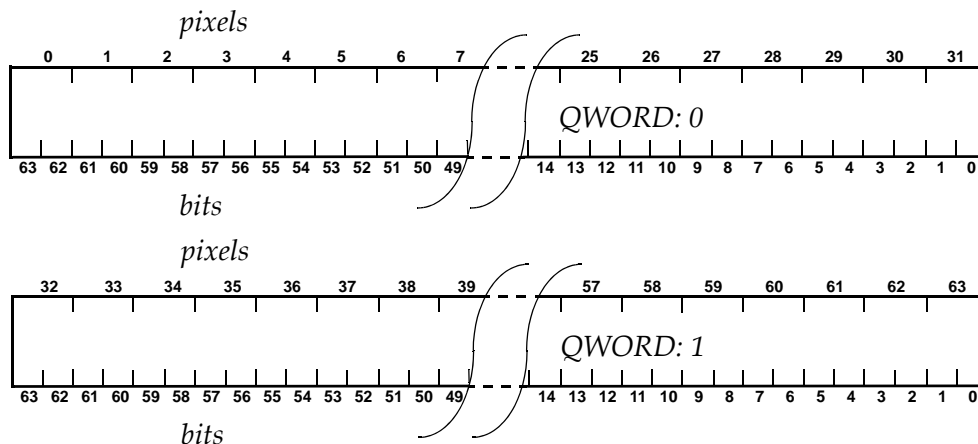 pixels
0 1 2 3 4 5 6 7 25 26 27 28 29 30 31
QWORD: 0
63 62 61 60 59 58 57 56 55 54 53 52 51 50 49 14 13 12 11 10 9 8 7 6 5 4 3 2 1 0
bits
pixels
32 33 34 35 36 37 38 39 57 58 59 60 61 62 63
QWORD: 1
63 62 61 60 59 58 57 56 55 54 53 52 51 50 49 14 13 12 11 10 9 8 7 6 5 4 3 2 1 0
bits